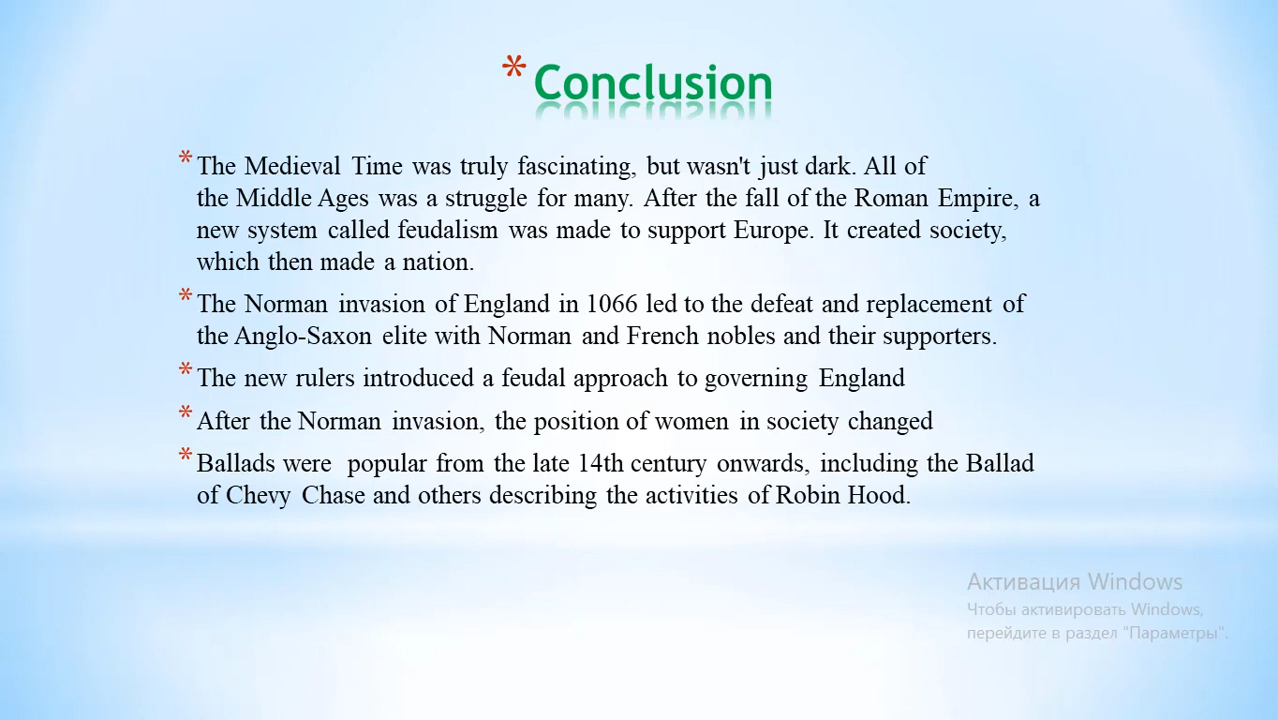 * Conclusion
* The Medieval Time was truly fascinating, but wasn't just dark. All of
the Middle Ages was a struggle for many. After the fall of the Roman Empire, a
new system called feudalism was made to support Europe. It created society,
which then made a nation.
* The Norman invasion of England in 1066 led to the defeat and replacement of
the Anglo-Saxon elite with Norman and French nobles and their supporters.
* The new rulers introduced a feudal approach to governing England
* After the Norman invasion, the position of women in society changed
* Ballads were popular from the late 14th century onwards, including the Ballad
of Chevy Chase and others describing the activities of Robin Hood.
Активация Windows
Чтобы активировать Windows,
перейдите в раздел "Параметры".